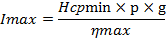 Imax = Hcpmin × p × g / ηmax